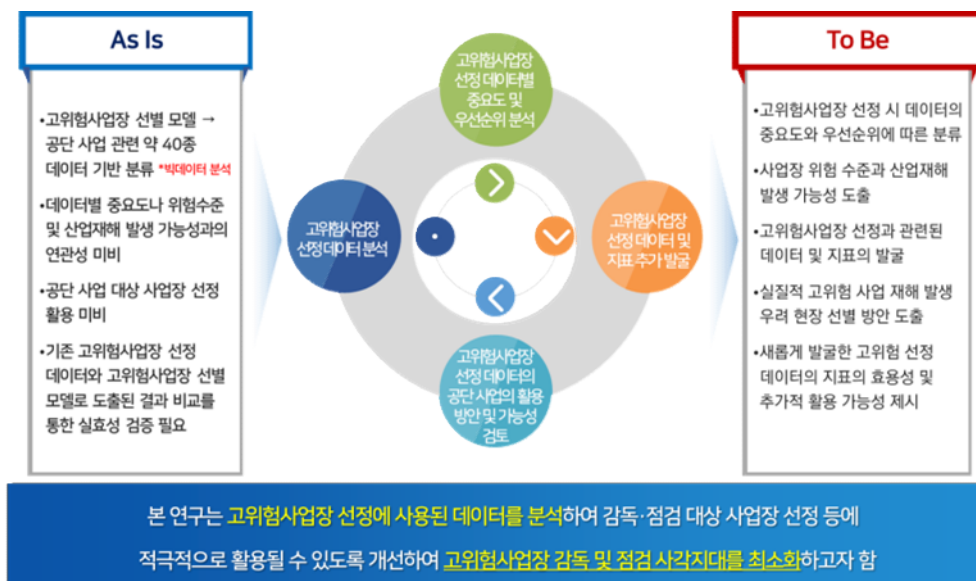 As Is
•고위험사업장 선별 모델 →
공단 사업 관련 약 40종
데이터 기반 분류 *빅데이터 분석
•데이터별 중요도나 위험수준
및 산업재해 발생 가능성과의
연관성 미비
•공단 사업 대상 사업장 선정
활용 미비
•기존 고위험사업장 선정
데이터와 고위험사업장 선별
모델로 도출된 결과 비교를
통한 실효성 검증 필요
고위험사업장
선정 데이터별
중요도 및
우선순위 분석
고위험사업장
선정 데이터 분석
고위험사업장
선정 데이터 및
지표 추가 발굴
고위험사업장
선정 데이터의
공단 사업의 활용
방안 및 가능성
검토
To Be
•고위험사업장 선정 시 데이터의
중요도와 우선순위에 따른 분류
•사업장 위험 수준과 산업재해
발생 가능성 도출
•고위험사업장 선정과 관련된
데이터 및 지표의 발굴
•실질적 고위험 사업 재해 발생
우려 현장 선별 방안 도출
•새롭게 발굴한 고위험 선정
데이터의 지표의 효용성 및
추가적 활용 가능성 제시
본 연구는 고위험사업장 선정에 사용된 데이터를 분석하여 감독·점검 대상 사업장 선정 등에
적극적으로 활용될 수 있도록 개선하여 고위험사업장 감독 및 점검 사각지대를 최소화하고자 함